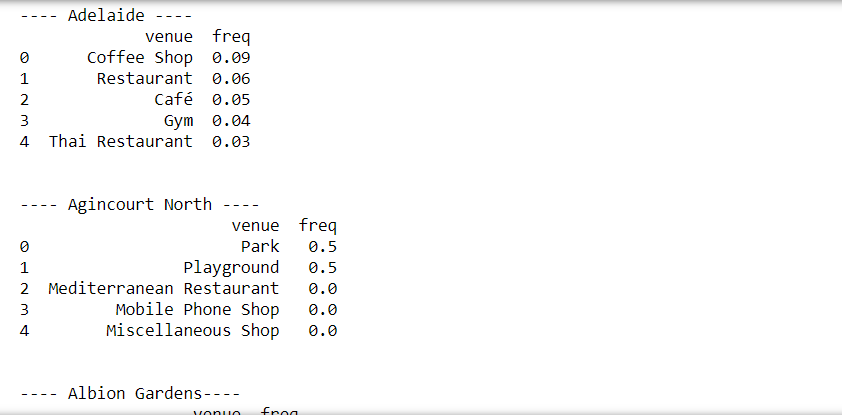 ---- Adelaide ----
venue freq
0 Coffee Shop 0.09
1 Restaurant 0.06
2 Café 0.05
3 Gym 0.04
4 Thai Restaurant 0.03
---- Agincourt North ----
venue freq
0 Park 0.5
1 Playground 0.5
2 Mediterranean Restaurant 0.0
3 Mobile Phone Shop 0.0
4 Miscellaneous Shop 0.0
---- Albion Gardens----
venue freq